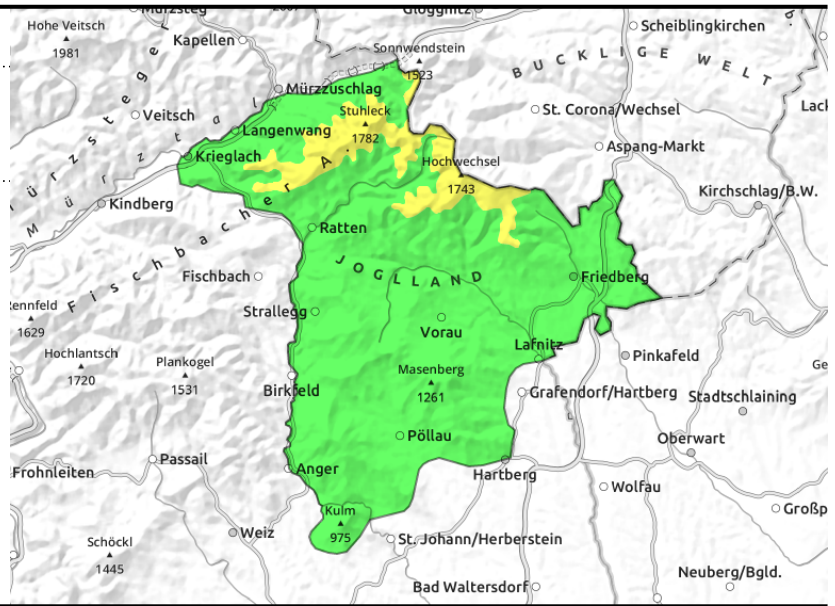 Mürzsteg
Gloggnitz
Hohe Veitsch
1981
Kapellen
Scheiblingkirchen
Sonnwendstein
1523
BUCKLIGE WELT
Mürzzuschlag
Veitsch
Stuhleck
1782
St. Corona/Wechsel
Langenwang
Krieglach
Aspang-Markt
Hochwechsel
1743
Kirchschlag/B.W.
Kindberg
Mürztal
Fischbacher A.
Ratten
JOGLLAND
Fischbach
Friedberg
Strallegg
Rennfeld
1629
Vorau
Lafnitz
Hochlantsch
1720
Plankogel
1531
Masenberg
1261
Pinkafeld
Birkfeld
Grafendorf/Hartberg
Stadtschlaining
Pöllau
Oberwart
Frohnleiten
Passail
Anger
Hartberg
Wolfau
Kulm
975
Großp
Weiz
St. Johann/Herberstein
Schöckl
1445
Bad Waltersdorf
Neuberg/Bgld.